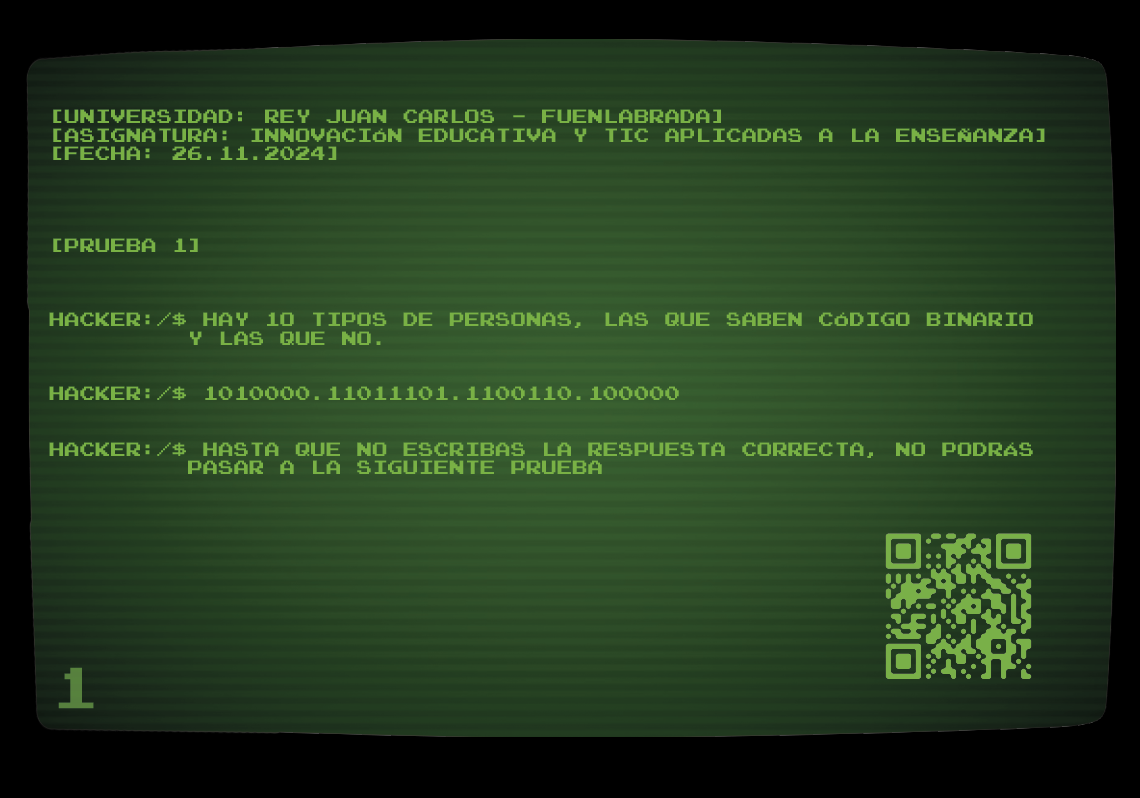 [UNIVERSIDAD: REY JUAN CARLOS - FUENLABRADA]
[ASIGNATURA: INNOVACIóN EDUCATIVA Y TIC APLICADAS A LA ENSEÑANZA]
[FECHA: 26.11.2024]
[PRUEBA 1]
HACKER:/$ HAY 10 TIPOS DE PERSONAS, LAS QUE SABEN CóDIGO BINARIO
Y LAS QUE NO.
HACKER:/$ 1010000.11011101.1100110.100000
HACKER:/$ HASTA QUE NO ESCRIBAS LA RESPUESTA CORRECTA, NO PODRáS
PASAR A LA SIGUIENTE PRUEBA
1